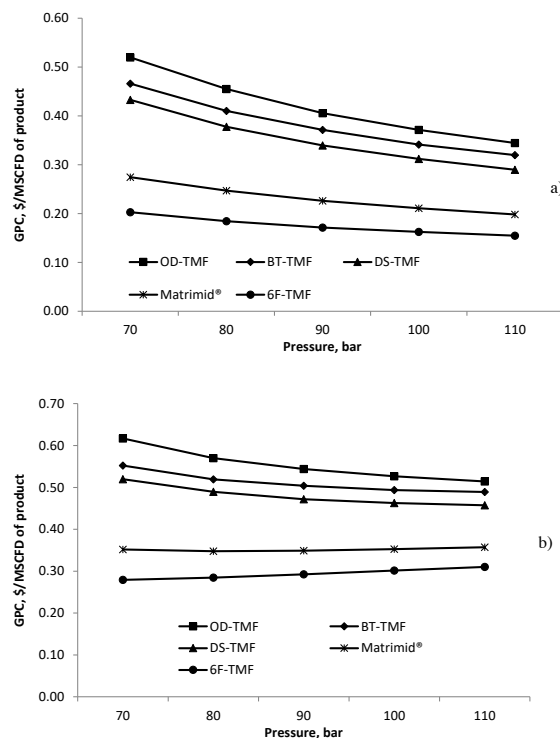 0.60
0.50
0.40
0.30
0.20
0.10
0.00
GPC, $/MSCFD of product
OD-TMF BT-TMF DS-TMF
Matrimid® 6F-TMF
70 80 90 100 110
Pressure, bar
a)
0.70
0.60
0.50
0.40
0.30
0.20
0.10
0.00
GPC, $/MSCFD of product
OD-TMF BT-TMF
DS-TMF Matrimid®
6F-TMF
70 80 90 100 110
Pressure, bar
b)